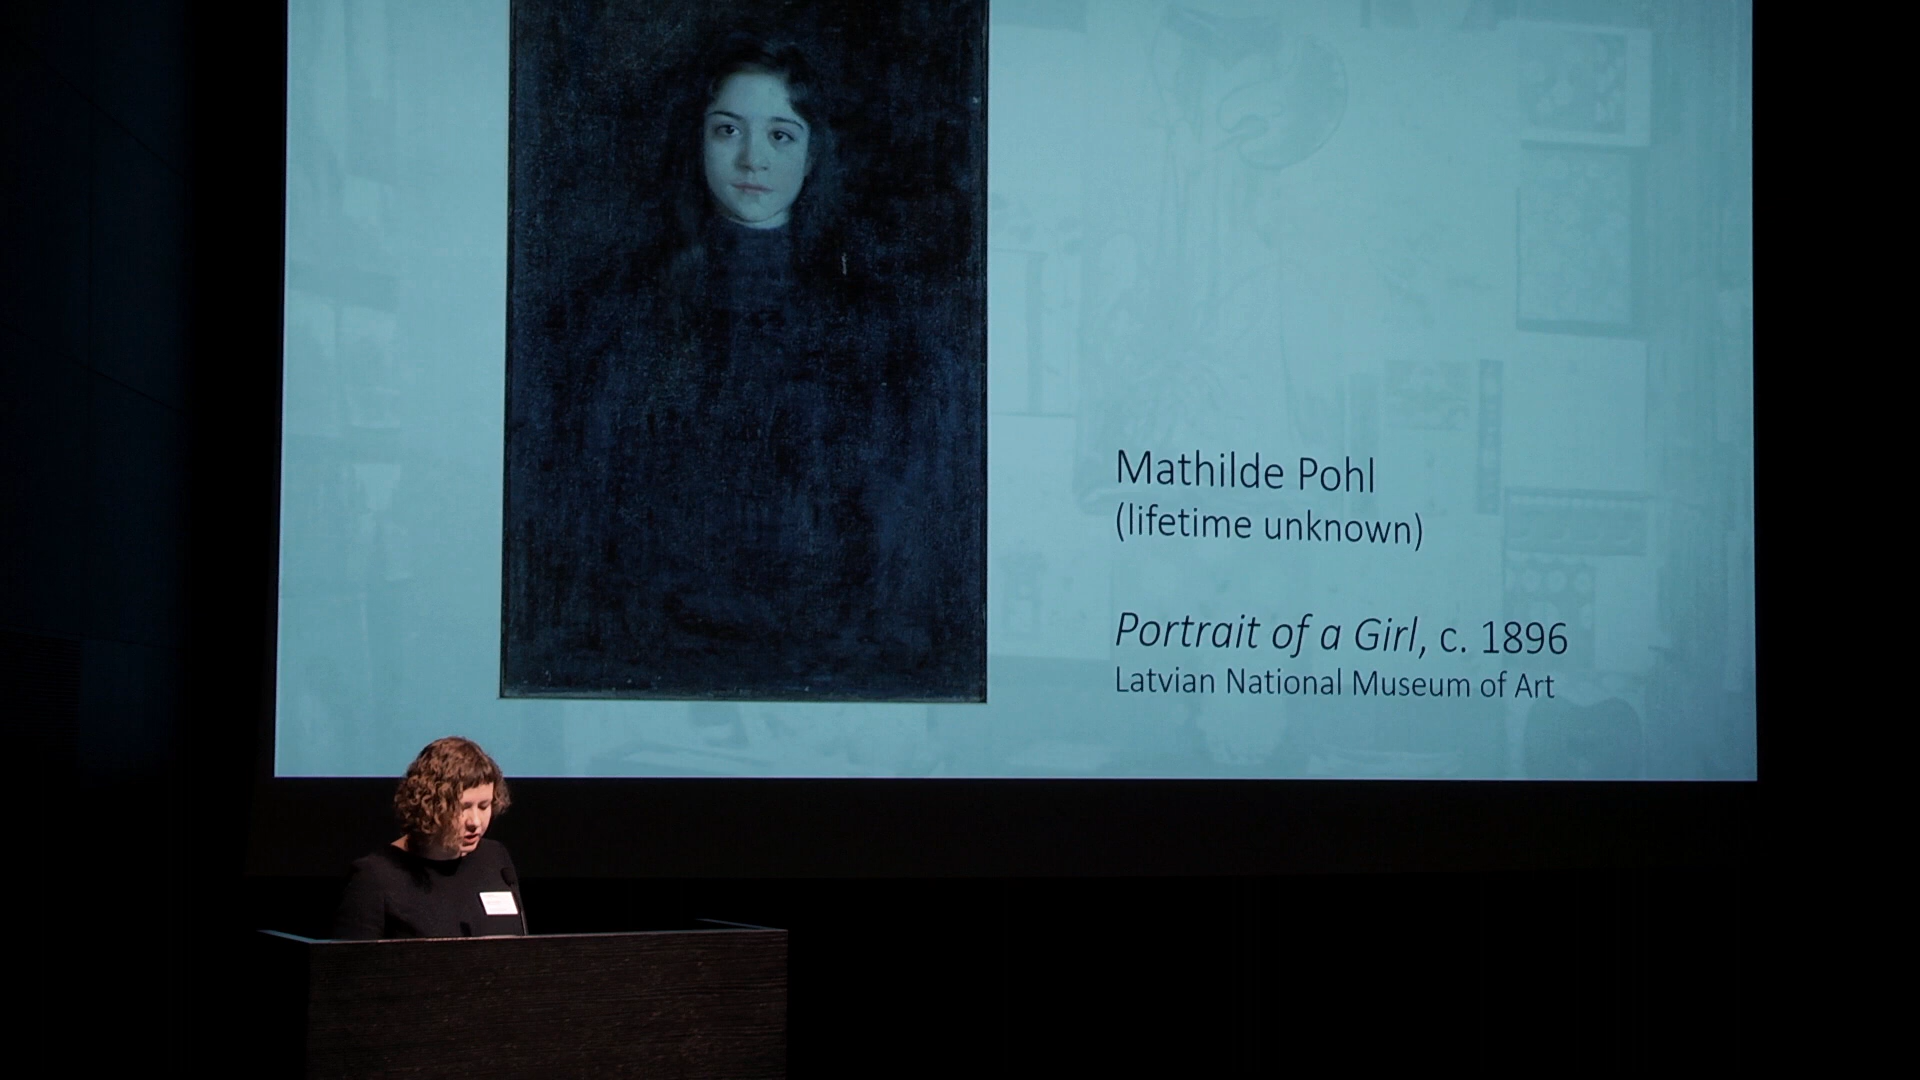 Mathilde Pohl
(lifetime unknown)
Portrait of a Girl, c. 1896
Latvian National Museum of Art